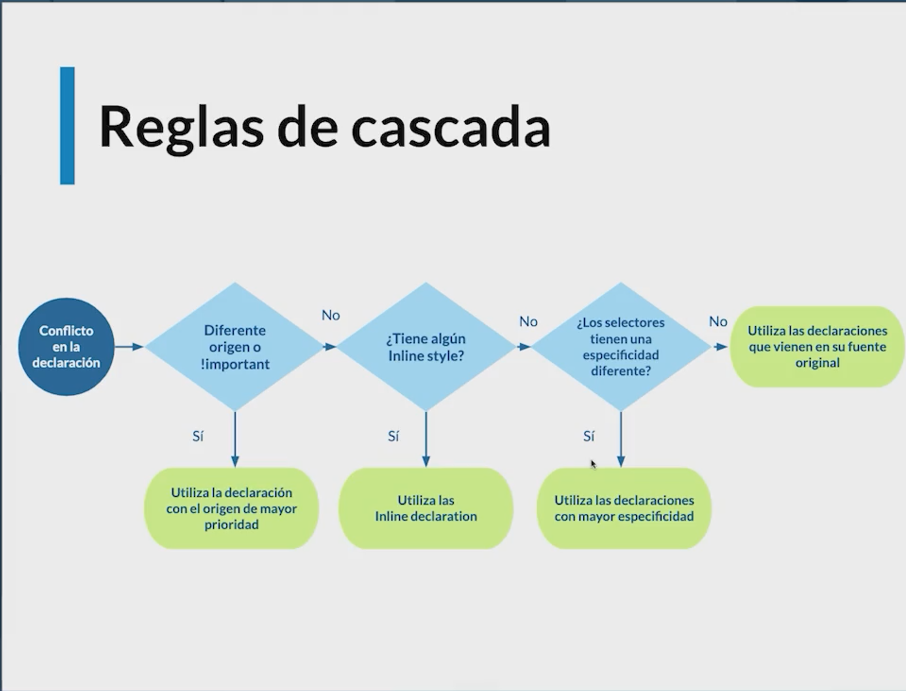 Reglas de cascada
Conflicto
en la
declaración
Diferente
origen o
!important
No
¿Tiene algún
Inline style?
No
¿Los selectores
tienen una
especificidad
diferente?
No
Utiliza las declaraciones
que vienen en su fuente
original
Sí
Sí
Sí
Utiliza la declaración
con el origen de mayor
prioridad
Utiliza las
Inline declaration
Utiliza las declaraciones
con mayor especificidad